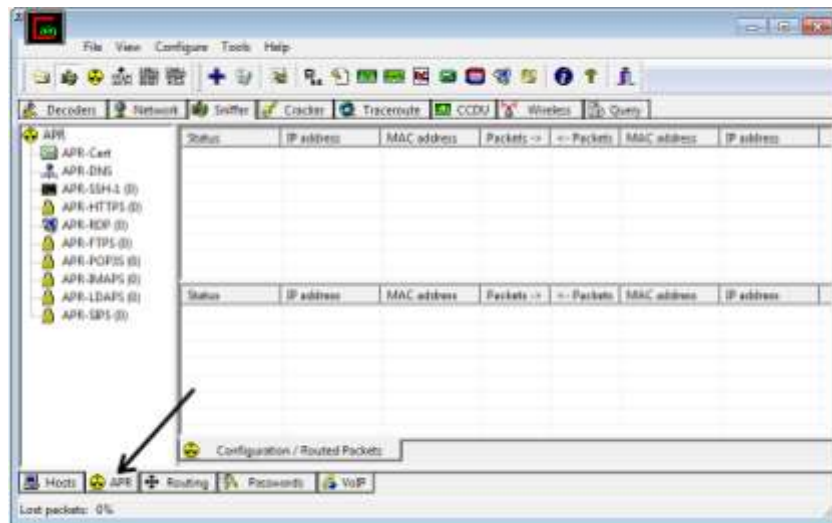 Cain
File View Configure Tools Help
Decoders Network Sniffer Cracker Traceroute CCDU Wireless Query
APR
APR-Cert
APR-DNS
APR-SSH-1 (0)
APR-HTTPS (0)
APR-RDP (0)
APR-FTPS (0)
APR-POP3S (0)
APR-IMAPS (0)
APR-LDAPS (0)
APR-SIPS (0)
Status IP address MAC address Packets -> <- Packets MAC address IP address
Status IP address MAC address Packets -> <- Packets MAC address IP address
Configuration / Routed Packets
Hosts APR Routing Passwords VoIP
Lost packets: 0%